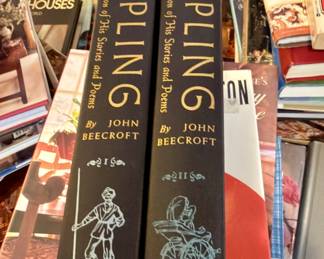 HOUSES
PLING
on of His Stories and Poems
By JOHN
BEECROFT
I
PLING
on of His Stories and Poems
By JOHN
BEECROFT
II
ON